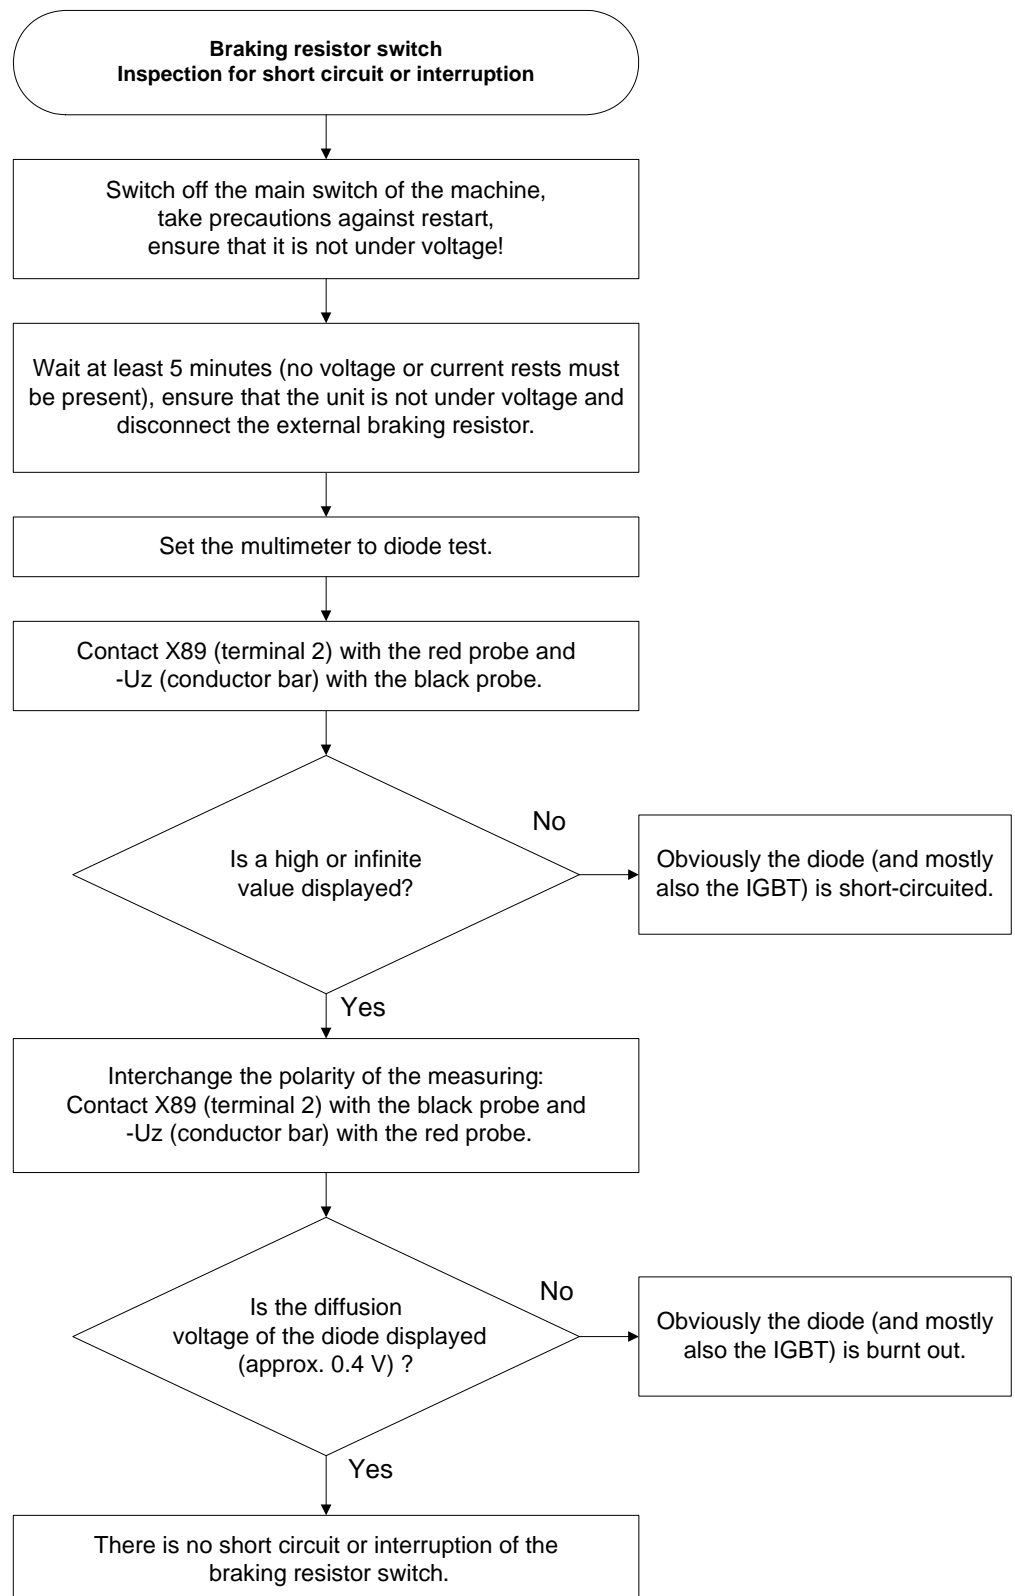 Braking resistor switch
Inspection for short circuit or interruption
Switch off the main switch of the machine,
take precautions against restart,
ensure that it is not under voltage!
Wait at least 5 minutes (no voltage or current rests must
be present), ensure that the unit is not under voltage and
disconnect the external braking resistor.
Set the multimeter to diode test.
Contact X89 (terminal 2) with the red probe and
-Uz (conductor bar) with the black probe.
Is a high or infinite
value displayed?
No
Obviously the diode (and mostly
also the IGBT) is short-circuited.
Yes
Interchange the polarity of the measuring:
Contact X89 (terminal 2) with the black probe and
-Uz (conductor bar) with the red probe.
Is the diffusion
voltage of the diode displayed
(approx. 0.4 V) ?
No
Obviously the diode (and mostly
also the IGBT) is burnt out.
Yes
There is no short circuit or interruption of the
braking resistor switch.